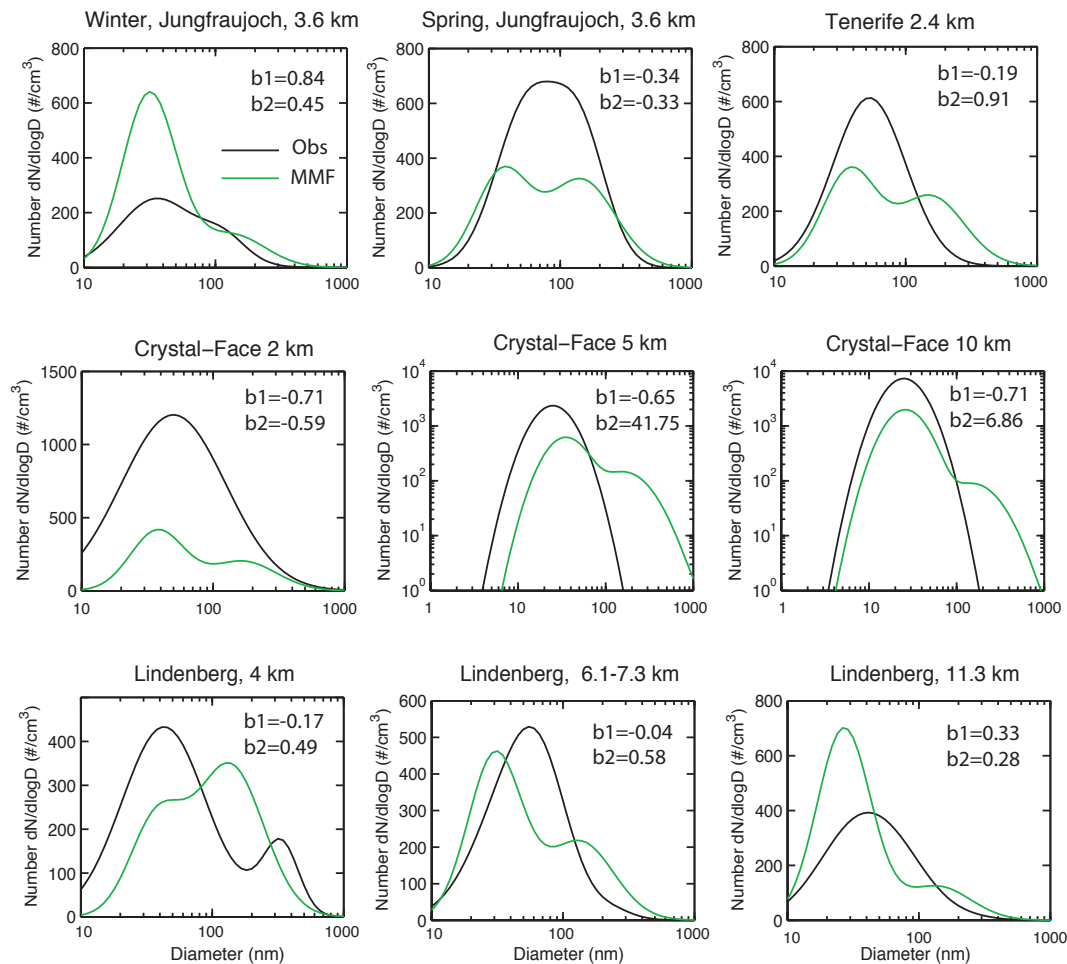 Winter, Jungfraujoch, 3.6 km
Number dN/dlogD (#/cm³)
800
600
400
200
0
10
100
1000
b1=0.84
b2=0.45
Obs
MMF
Spring, Jungfraujoch, 3.6 km
Number dN/dlogD (#/cm³)
800
600
400
200
0
10
100
1000
b1=-0.34
b2=-0.33
Tenerife 2.4 km
Number dN/dlogD (#/cm³)
800
600
400
200
0
10
100
1000
b1=-0.19
b2=0.91
Crystal-Face 2 km
Number dN/dlogD (#/cm³)
1500
1000
500
0
10
100
1000
b1=-0.71
b2=-0.59
Crystal-Face 5 km
Number dN/dlogD (#/cm³)
10⁴
10³
10²
10¹
10⁰
1
10
100
1000
b1=-0.65
b2=41.75
Crystal-Face 10 km
Number dN/dlogD (#/cm³)
10⁴
10³
10²
10¹
10⁰
1
10
100
1000
b1=-0.71
b2=6.86
Lindenberg, 4 km
Number dN/dlogD (#/cm³)
400
300
200
100
0
10
100
1000
Diameter (nm)
b1=-0.17
b2=0.49
Lindenberg, 6.1-7.3 km
Number dN/dlogD (#/cm³)
600
500
400
300
200
100
0
10
100
1000
Diameter (nm)
b1=-0.04
b2=0.58
Lindenberg, 11.3 km
Number dN/dlogD (#/cm³)
800
600
400
200
0
10
100
1000
Diameter (nm)
b1=0.33
b2=0.28